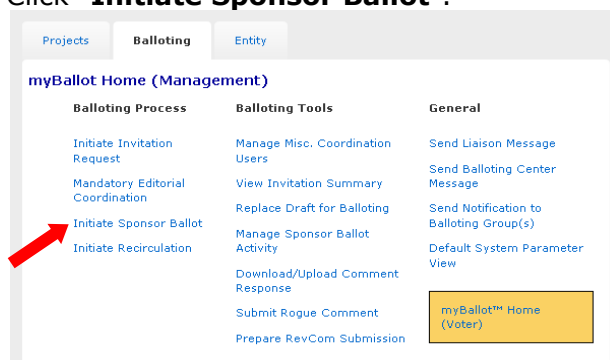 Click "Initiate Sponsor Ballot".
Projects Balloting Entity
myBallot Home (Management)
Balloting Process
Initiate Invitation
Request
Mandatory Editorial
Coordination
Initiate Sponsor Ballot
Initiate Recirculation
Balloting Tools
Manage Misc. Coordination
Users
View Invitation Summary
Replace Draft for Balloting
Manage Sponsor Ballot
Activity
Download/Upload Comment
Response
Submit Rogue Comment
Prepare RevCom Submission
General
Send Liaison Message
Send Balloting Center
Message
Send Notification to
Balloting Group(s)
Default System Parameter
View
myBallot™ Home
(Voter)